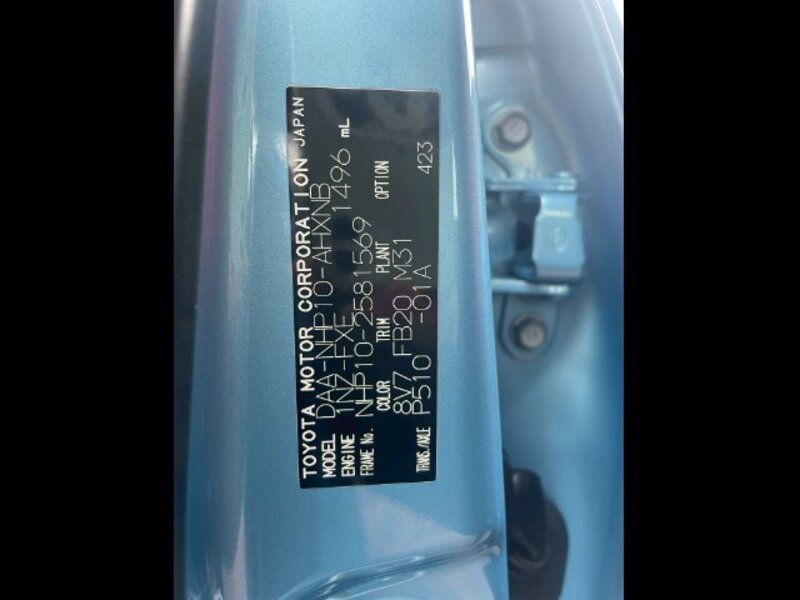 TOYOTA MOTOR CORPORATION JAPAN
MODEL DAA-NHP10-AHXNB
ENGINE 1NZ-FXE 1496 mL
FRAME No. NHP10-2581569
COLOR TRIM PLANT OPTION
8V7 FB20 M31
TRANS./AXLE P510 -01A 423